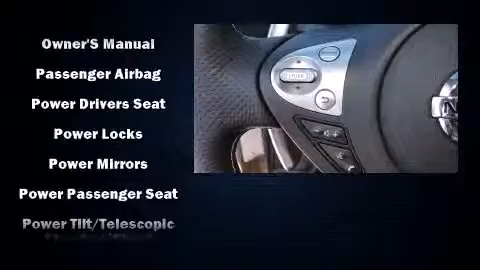 Owner'S Manual
Passenger Airbag
Power Drivers Seat
Power Locks
Power Mirrors
Power Passenger Seat
Power Tilt/Telescopic